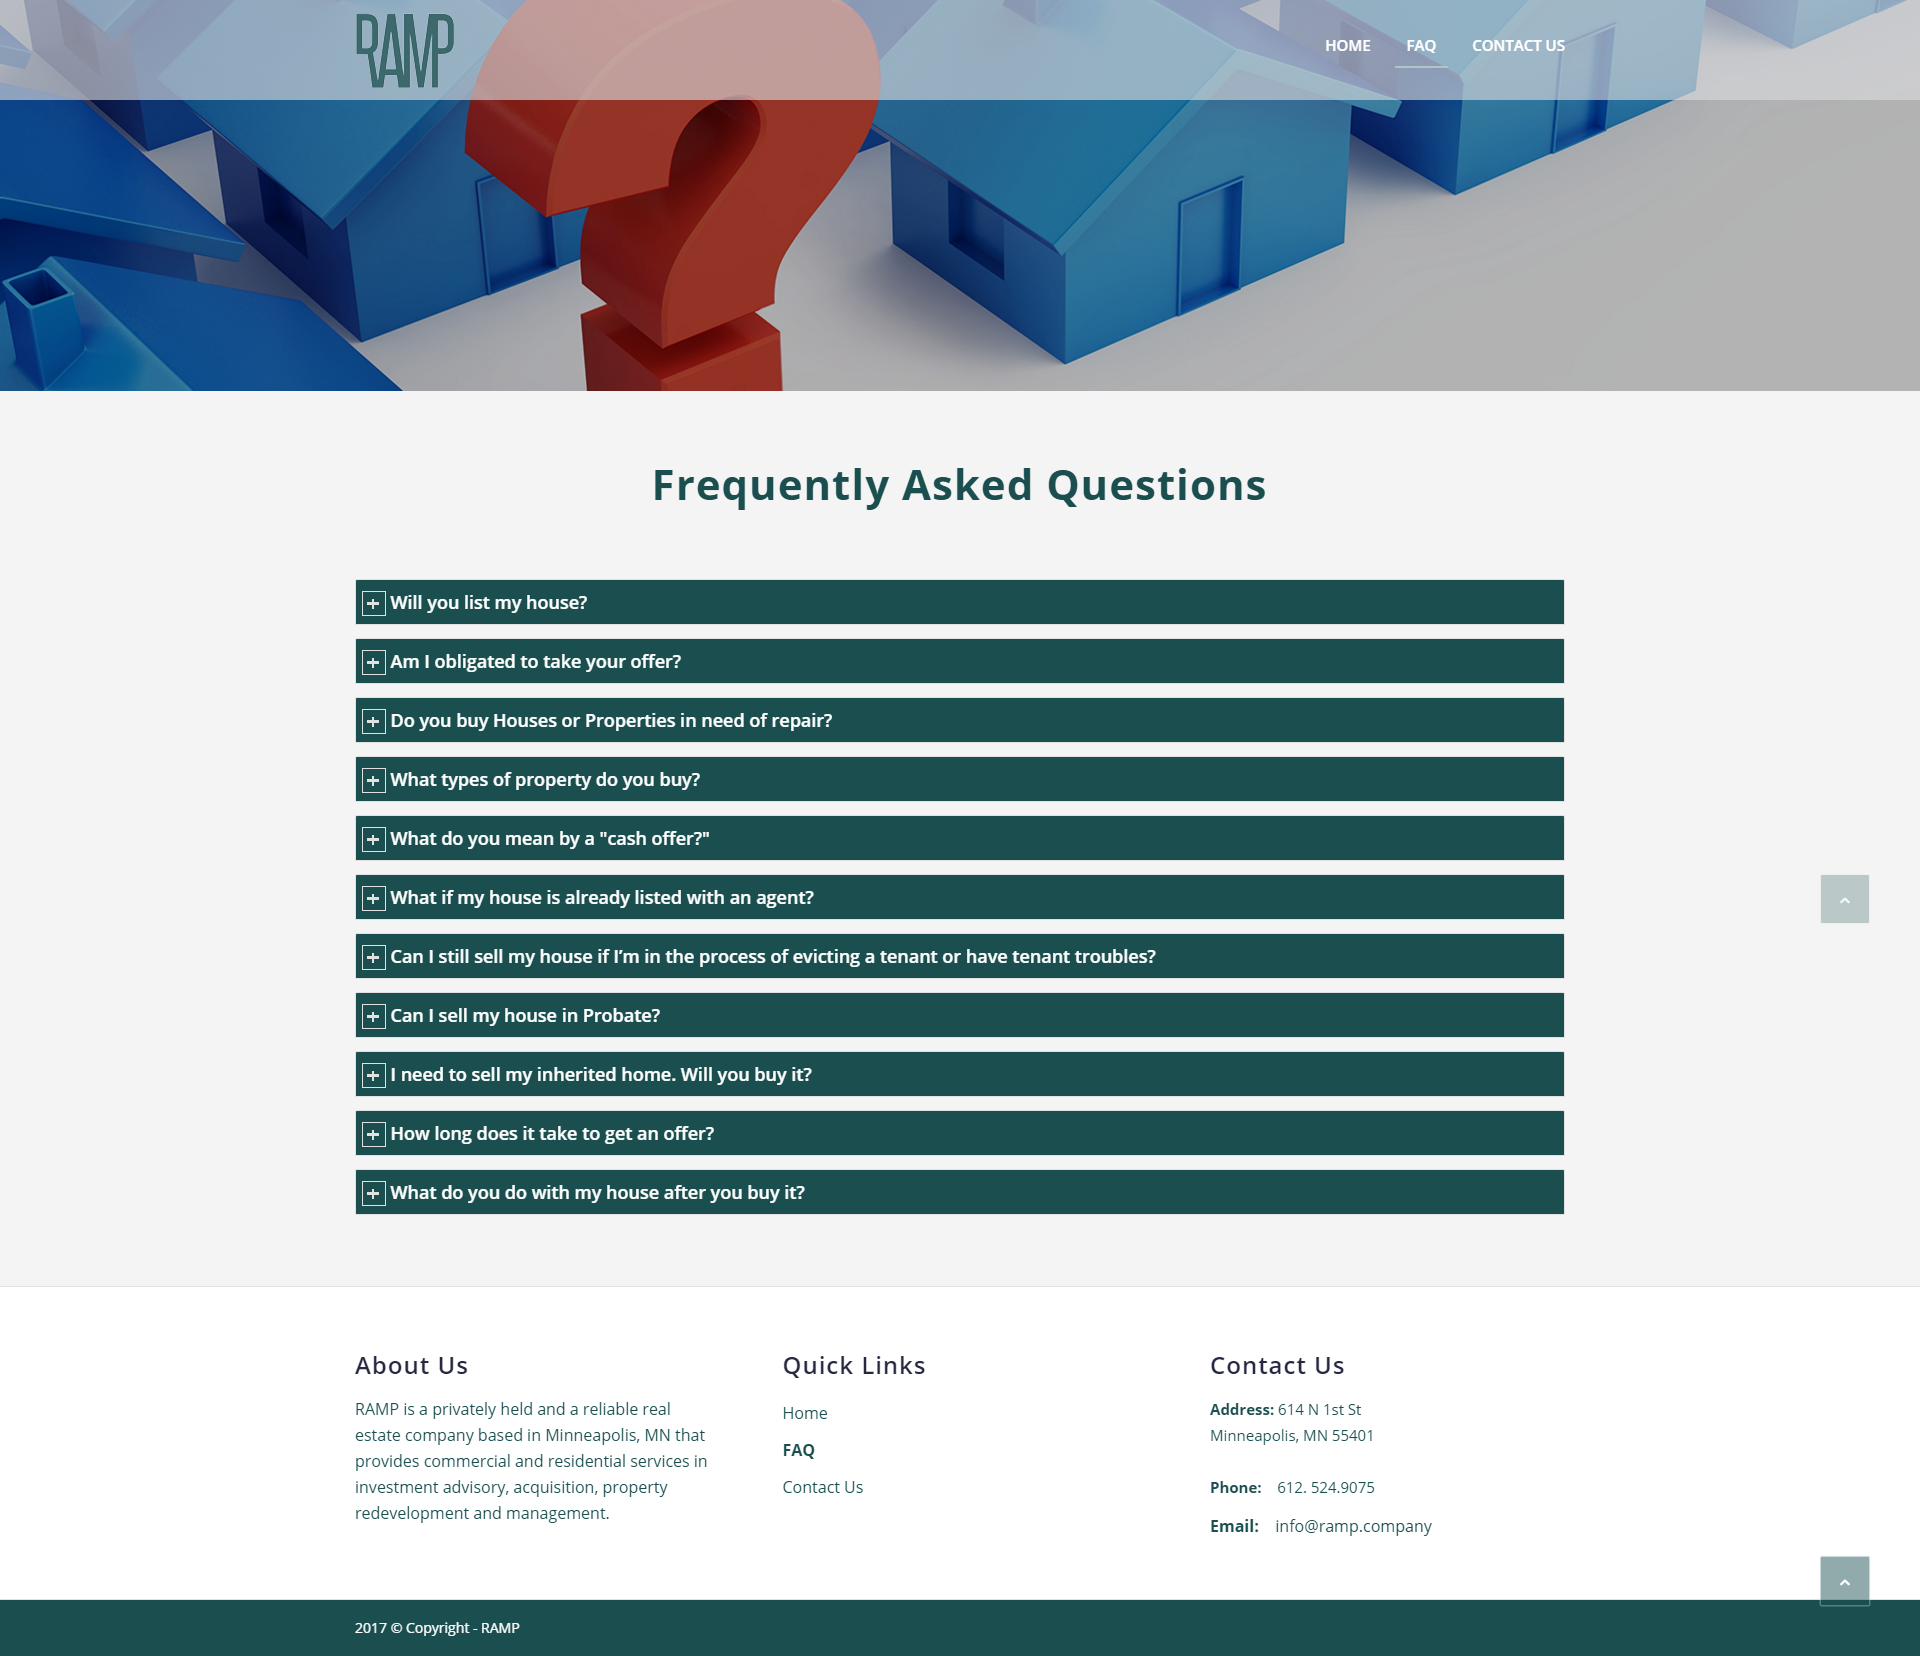 RAMP
HOME FAQ CONTACT US
Frequently Asked Questions
Will you list my house?
Am I obligated to take your offer?
Do you buy Houses or Properties in need of repair?
What types of property do you buy?
What do you mean by a "cash offer?"
What if my house is already listed with an agent?
Can I still sell my house if I’m in the process of evicting a tenant or have tenant troubles?
Can I sell my house in Probate?
I need to sell my inherited home. Will you buy it?
How long does it take to get an offer?
What do you do with my house after you buy it?
About Us
RAMP is a privately held and a reliable real
estate company based in Minneapolis, MN that
provides commercial and residential services in
investment advisory, acquisition, property
redevelopment and management.
Quick Links
Home
FAQ
Contact Us
Contact Us
Address: 614 N 1st St
Minneapolis, MN 55401
Phone: 612. 524.9075
Email: info@ramp.company
2017 © Copyright - RAMP